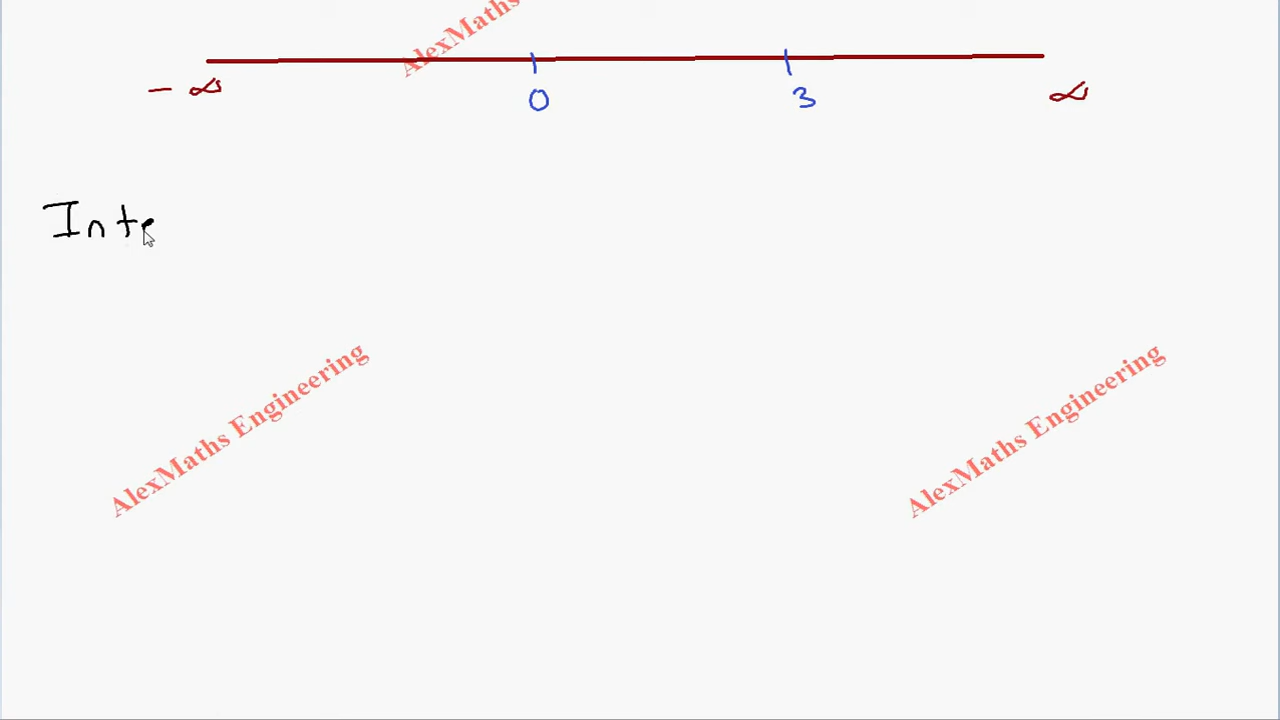 AlexMaths
- ∞ 0 3 ∞
Inte
AlexMaths Engineering
AlexMaths Engineering